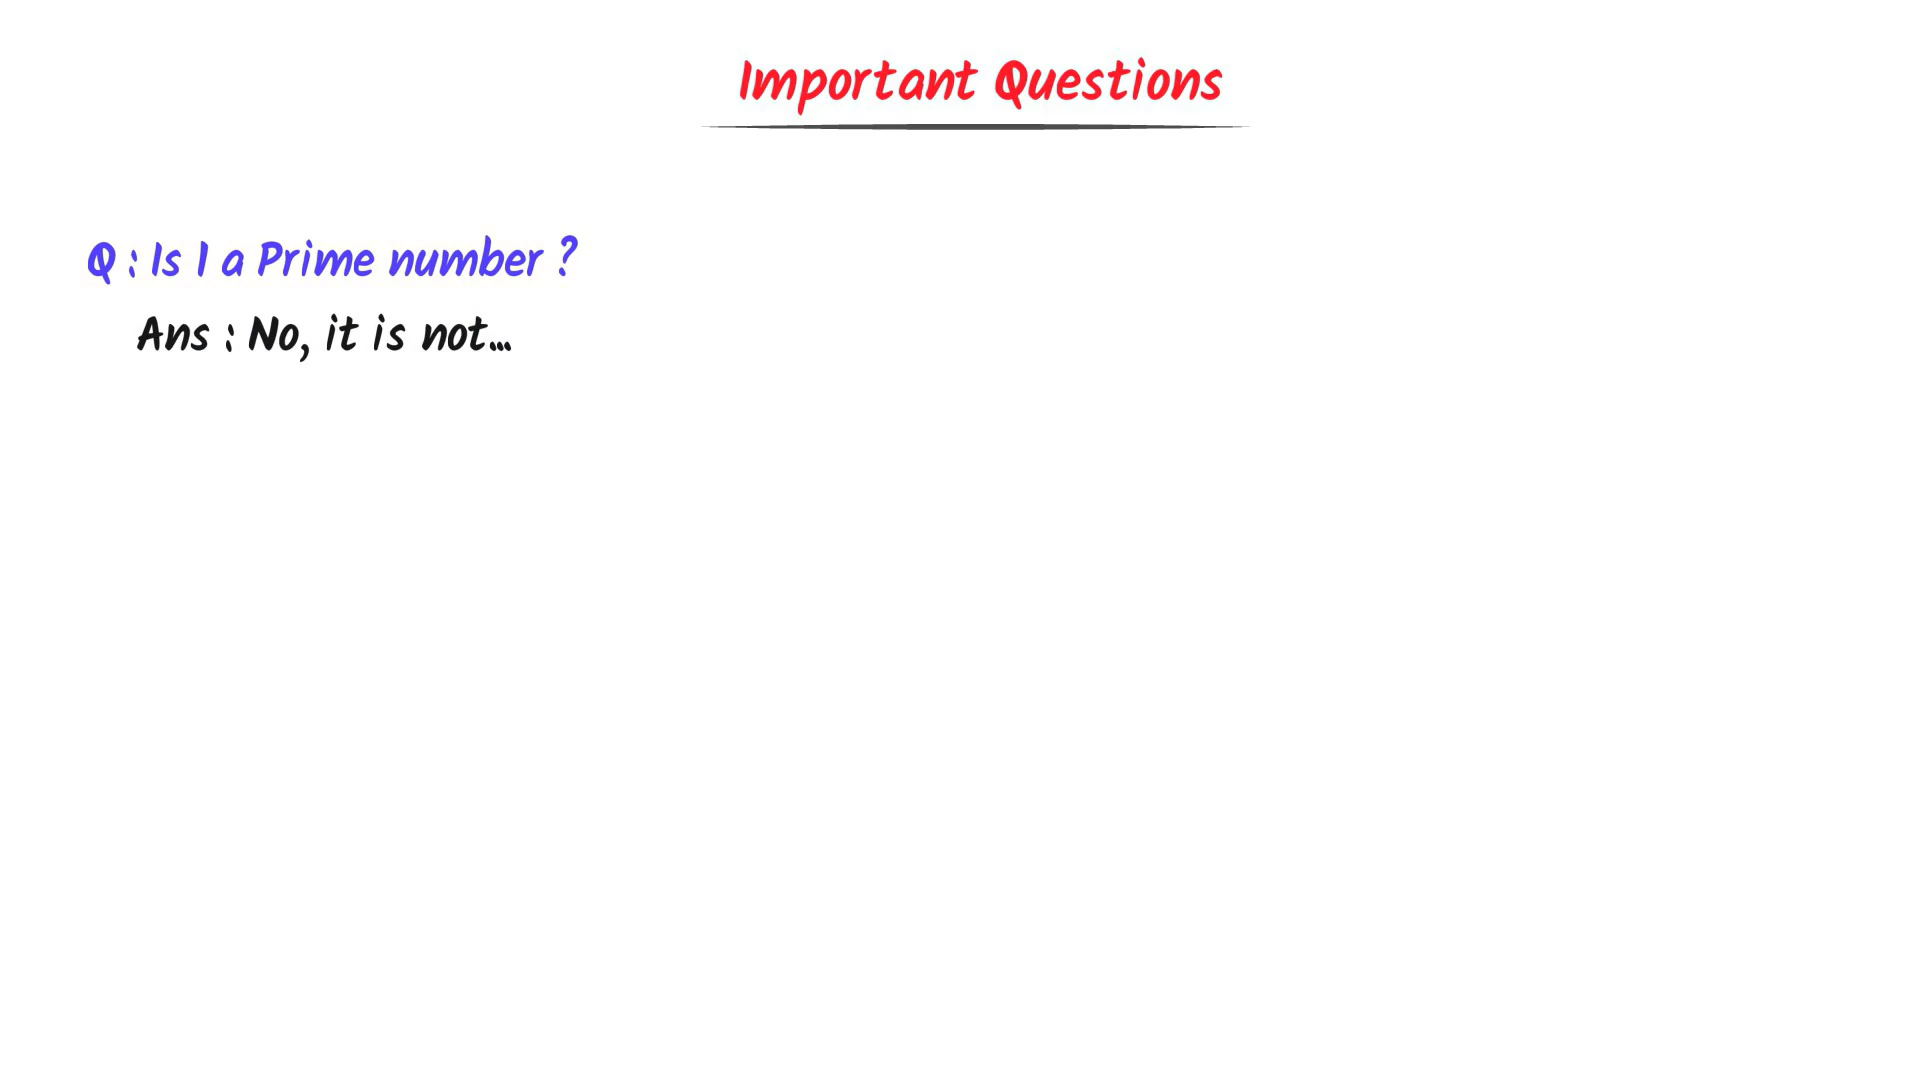 Important Questions
Q : Is 1 a Prime number ?
Ans : No, it is not...